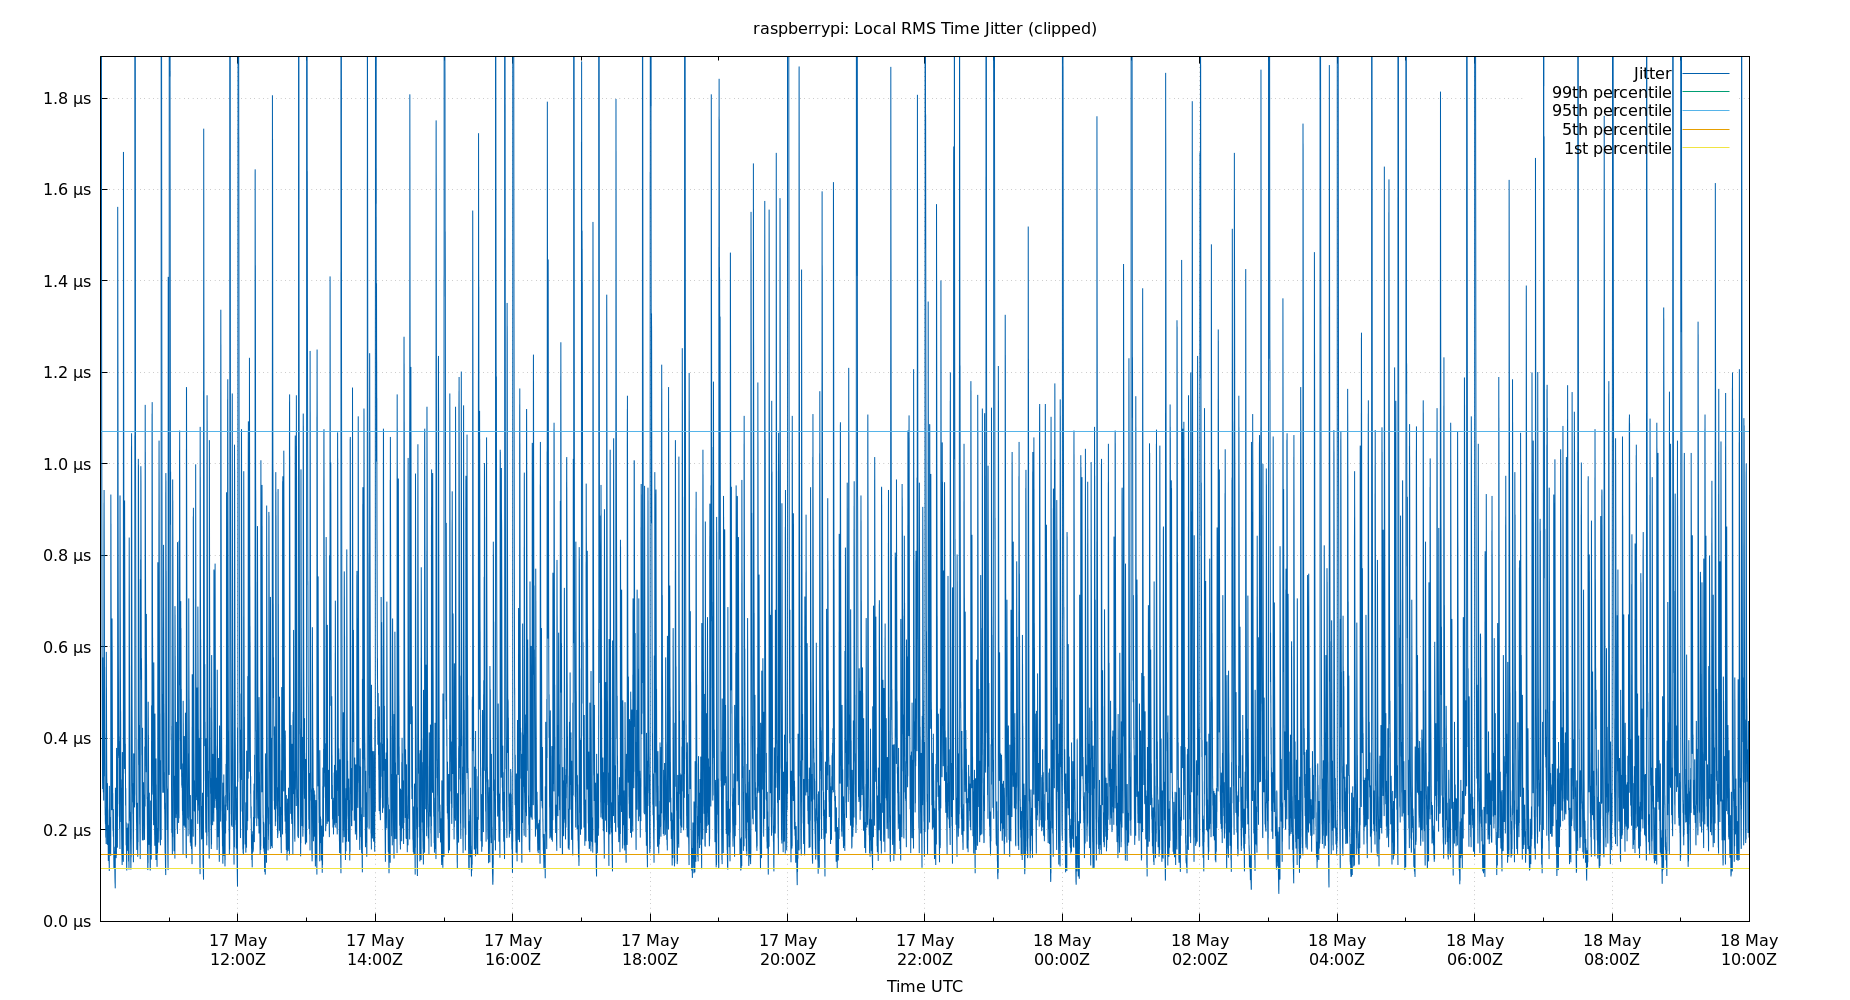 raspberrypi: Local RMS Time Jitter (clipped)
Jitter
99th percentile
95th percentile
5th percentile
1st percentile
1.8 μs
1.6 μs
1.4 μs
1.2 μs
1.0 μs
0.8 μs
0.6 μs
0.4 μs
0.2 μs
0.0 μs
17 May 17 May 17 May 17 May 17 May 17 May 18 May 18 May 18 May 18 May 18 May 18 May
12:00Z 14:00Z 16:00Z 18:00Z 20:00Z 22:00Z 00:00Z 02:00Z 04:00Z 06:00Z 08:00Z 10:00Z
Time UTC